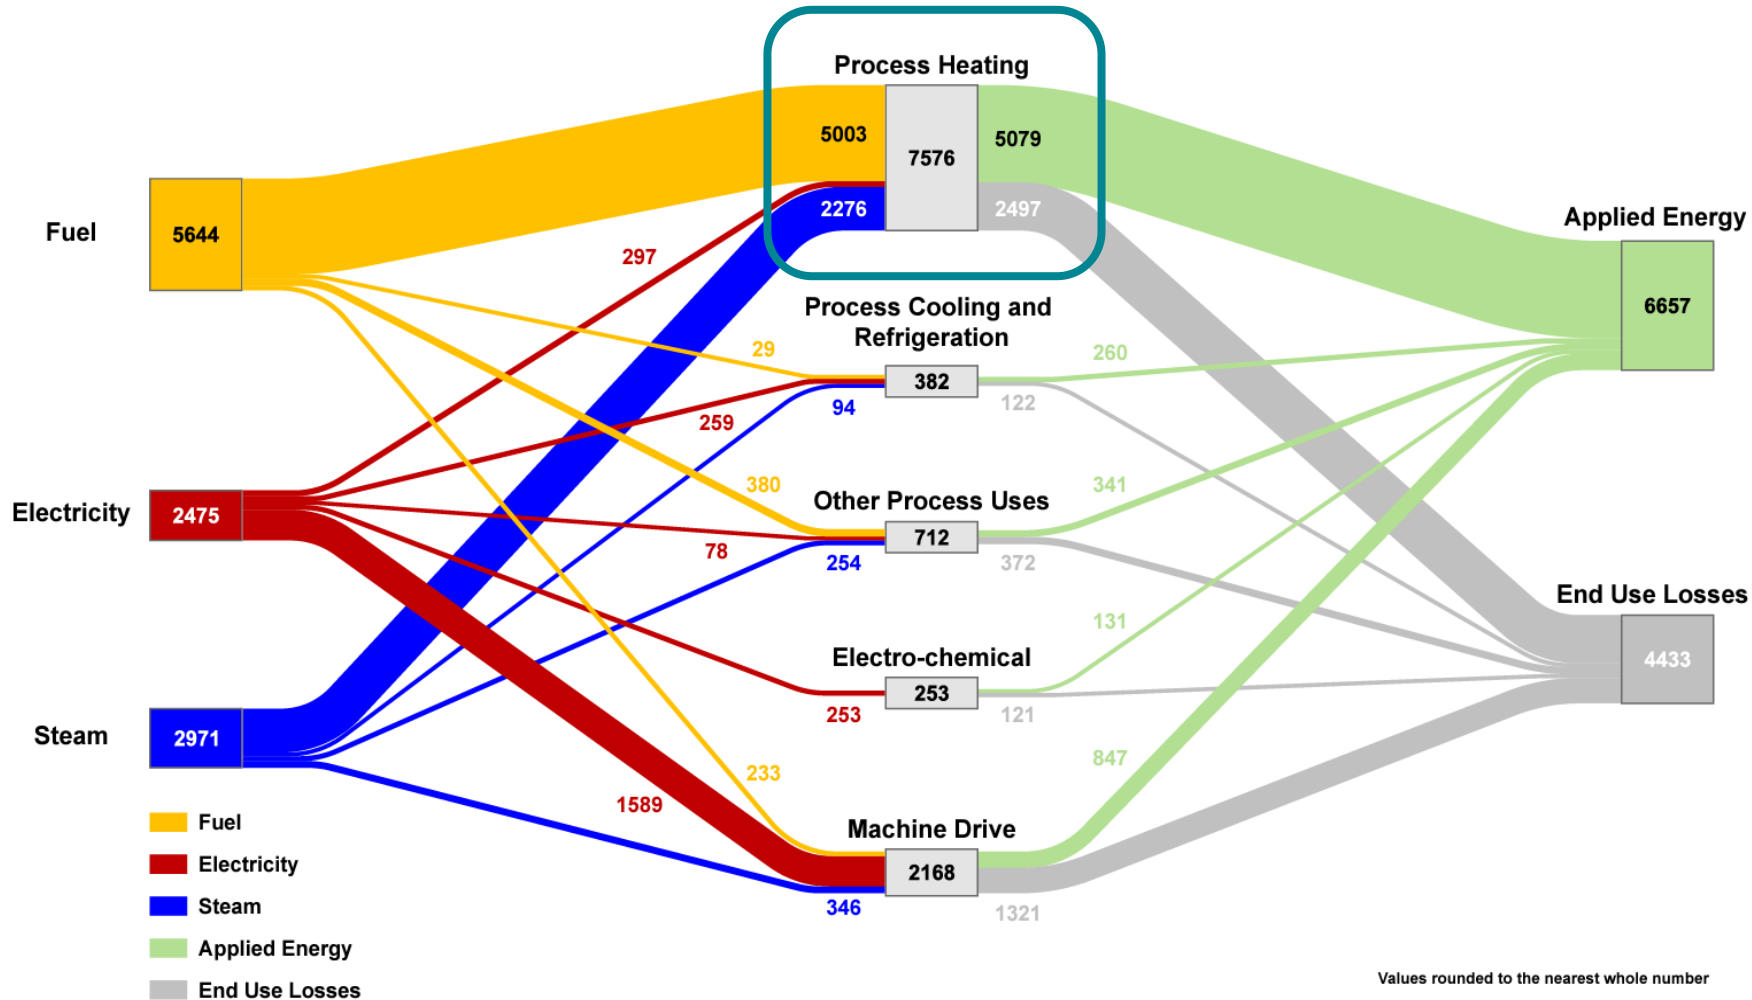 Process Heating
5003
7576
5079
2276
2497
Fuel
5644
297
Applied Energy
6657
Process Cooling and
Refrigeration
29
382
260
259
94
122
380
Other Process Uses
341
Electricity
2475
712
78
254
372
End Use Losses
4433
131
Electro-chemical
253
253
121
Steam
2971
233
847
1589
Machine Drive
2168
346
1321
Fuel
Electricity
Steam
Applied Energy
End Use Losses
Values rounded to the nearest whole number